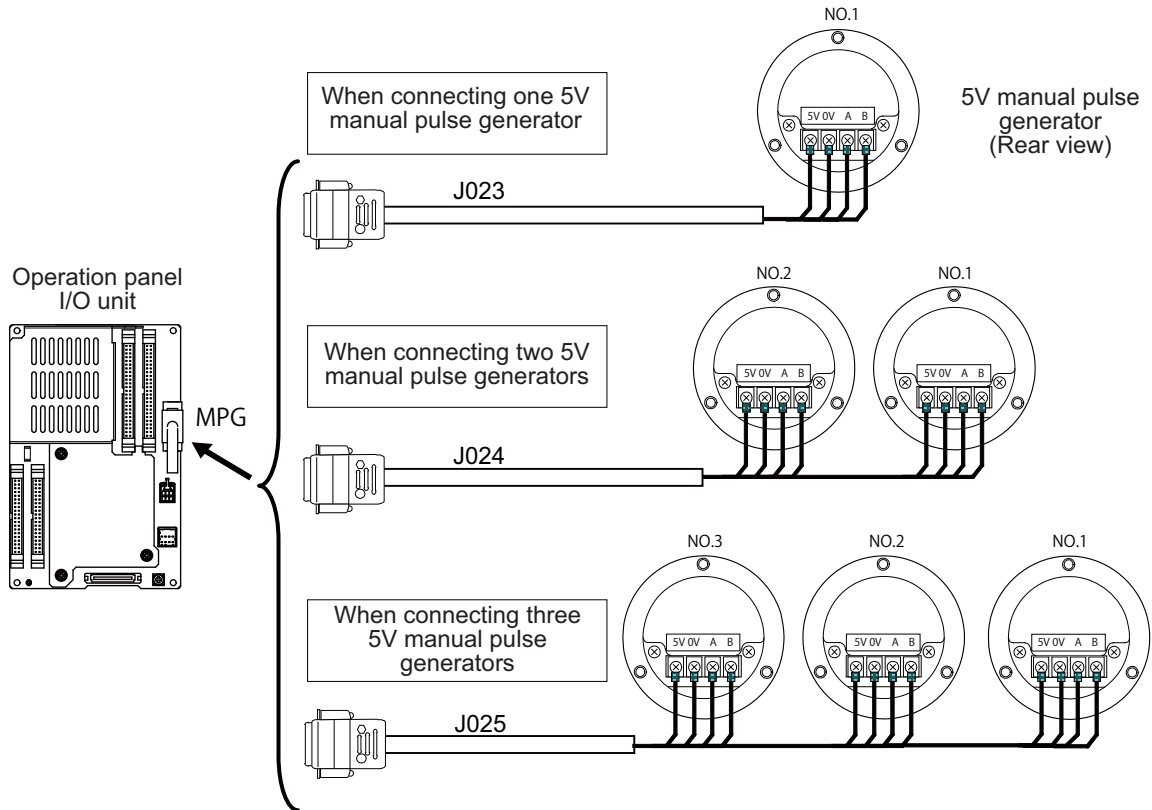 NO.1
When connecting one 5V
manual pulse generator
5V 0V A B
5V manual pulse
generator
(Rear view)
J023
Operation panel
I/O unit
MPG
NO.2
NO.1
When connecting two 5V
manual pulse generators
5V 0V A B
5V 0V A B
J024
NO.3
NO.2
NO.1
When connecting three
5V manual pulse
generators
5V 0V A B
5V 0V A B
5V 0V A B
J025